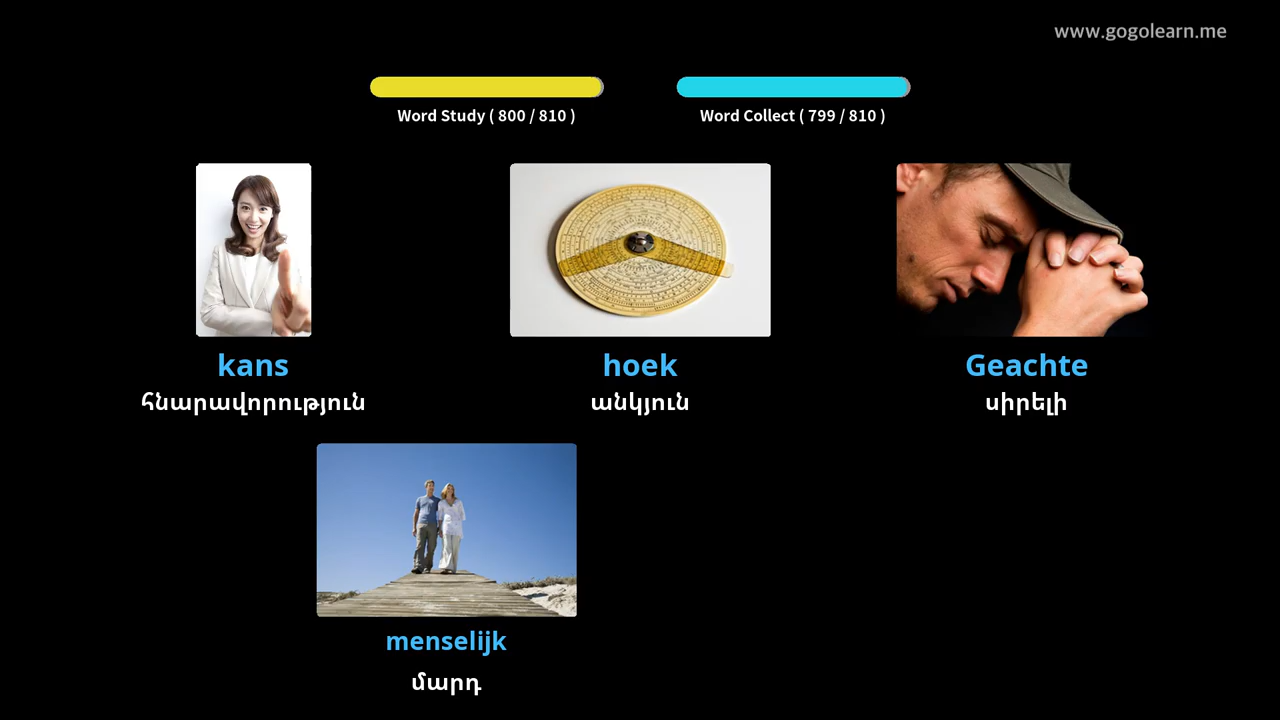 www.gogolearn.me
Word Study ( 800 / 810 )
Word Collect ( 799 / 810 )
kans
հնարավորություն
hoek
անկյուն
Geachte
սիրելի
menselijk
մարդ